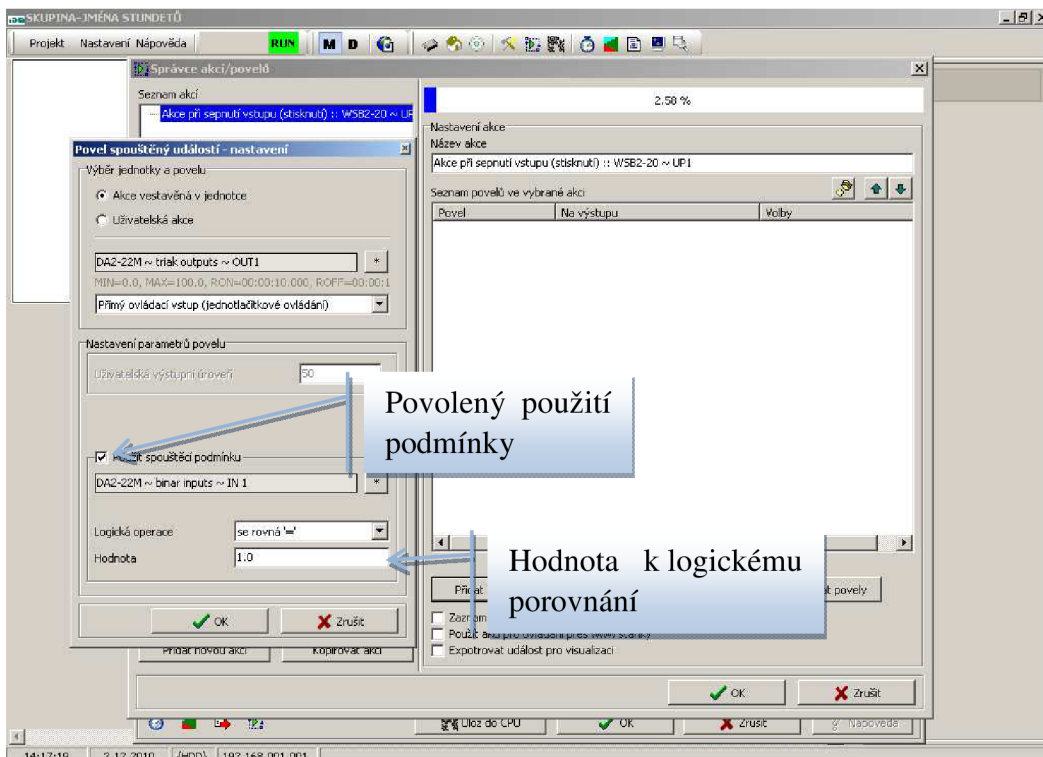 SKUPINA-JMÉNA STUNDETŮ
Projekt Nastavení Nápověda RUN M D
Správce akcí/povelů
Seznam akcí
Akce při sepnutí vstupu (stisknutí) :: WSB2-20 ~ UP
2.58 %
Nastavení akce
Název akce
Akce při sepnutí vstupu (stisknutí) :: WSB2-20 ~ UP1
Seznam povelů ve vybrané akci
Povel Na výstupu Volby
Povel spouštěný událostí - nastavení
Výběr jednotky a povelu
Akce vestavěná v jednotce
Uživatelská akce
DA2-22M ~ triak outputs ~ OUT1 *
MIN=0.0, MAX=100.0, RON=00:00:10.000, ROFF=00:00:1
Přímý ovládací vstup (jednotlačítkové ovládání)
Nastavení parametrů povelu
Uživatelská výstupní úroveň 50
Povolený použití
podmínky
spouštěcí podmínku
DA2-22M ~ binar inputs ~ IN 1 *
Logická operace se rovná '='
Hodnota 1.0
Hodnota k logickému
porovnání
OK Zrušit
Přidat povely
Použít akci pro ovládání přes www stánky
Expotrovat událost pro visualizaci
Přidat novou akci Kopírovat akci
OK Zrušit
Ulož do CPU OK Zrušit Nápověda
14:17:19 2.12.2010 {HDD} 192.168.001.001